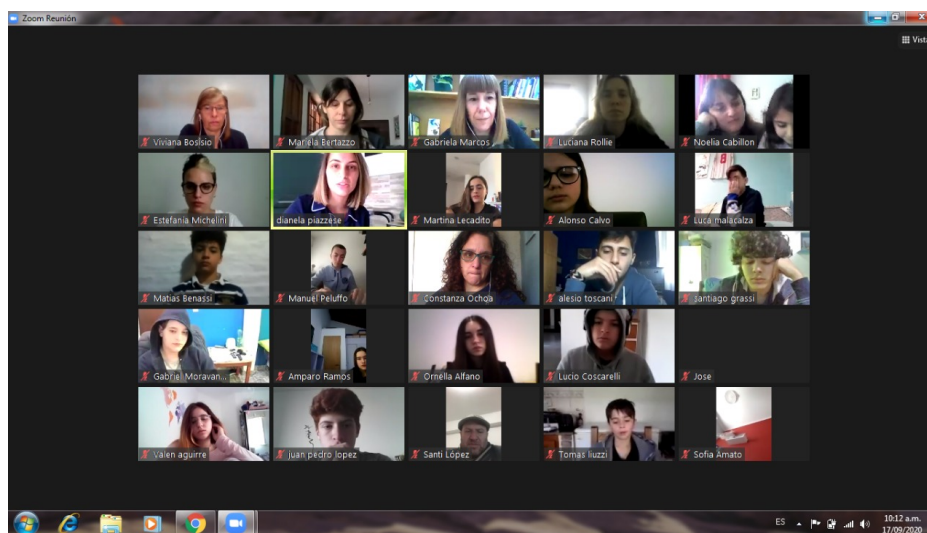 Zoom Reunión
Vista
Viviana Bosisio
Mariela Bertazzo
Gabriela Marcos
Luciana Rollie
Noelia Cabillon
Estefanía Michelini
dianela piazzese
Martina Lecadito
Alonso Calvo
Luca malacalza
Matias Benassi
Manuel Peluffo
Constanza Ochoa
alesio toscani
santiago grassi
Gabriel Moravan...
Amparo Ramos
Ornella Alfano
Lucio Coscarelli
Jose
Valen aguirre
juan pedro lopez
Santi López
Tomas liuzzi
Sofia Amato
ES
10:12 a.m.
17/09/2020